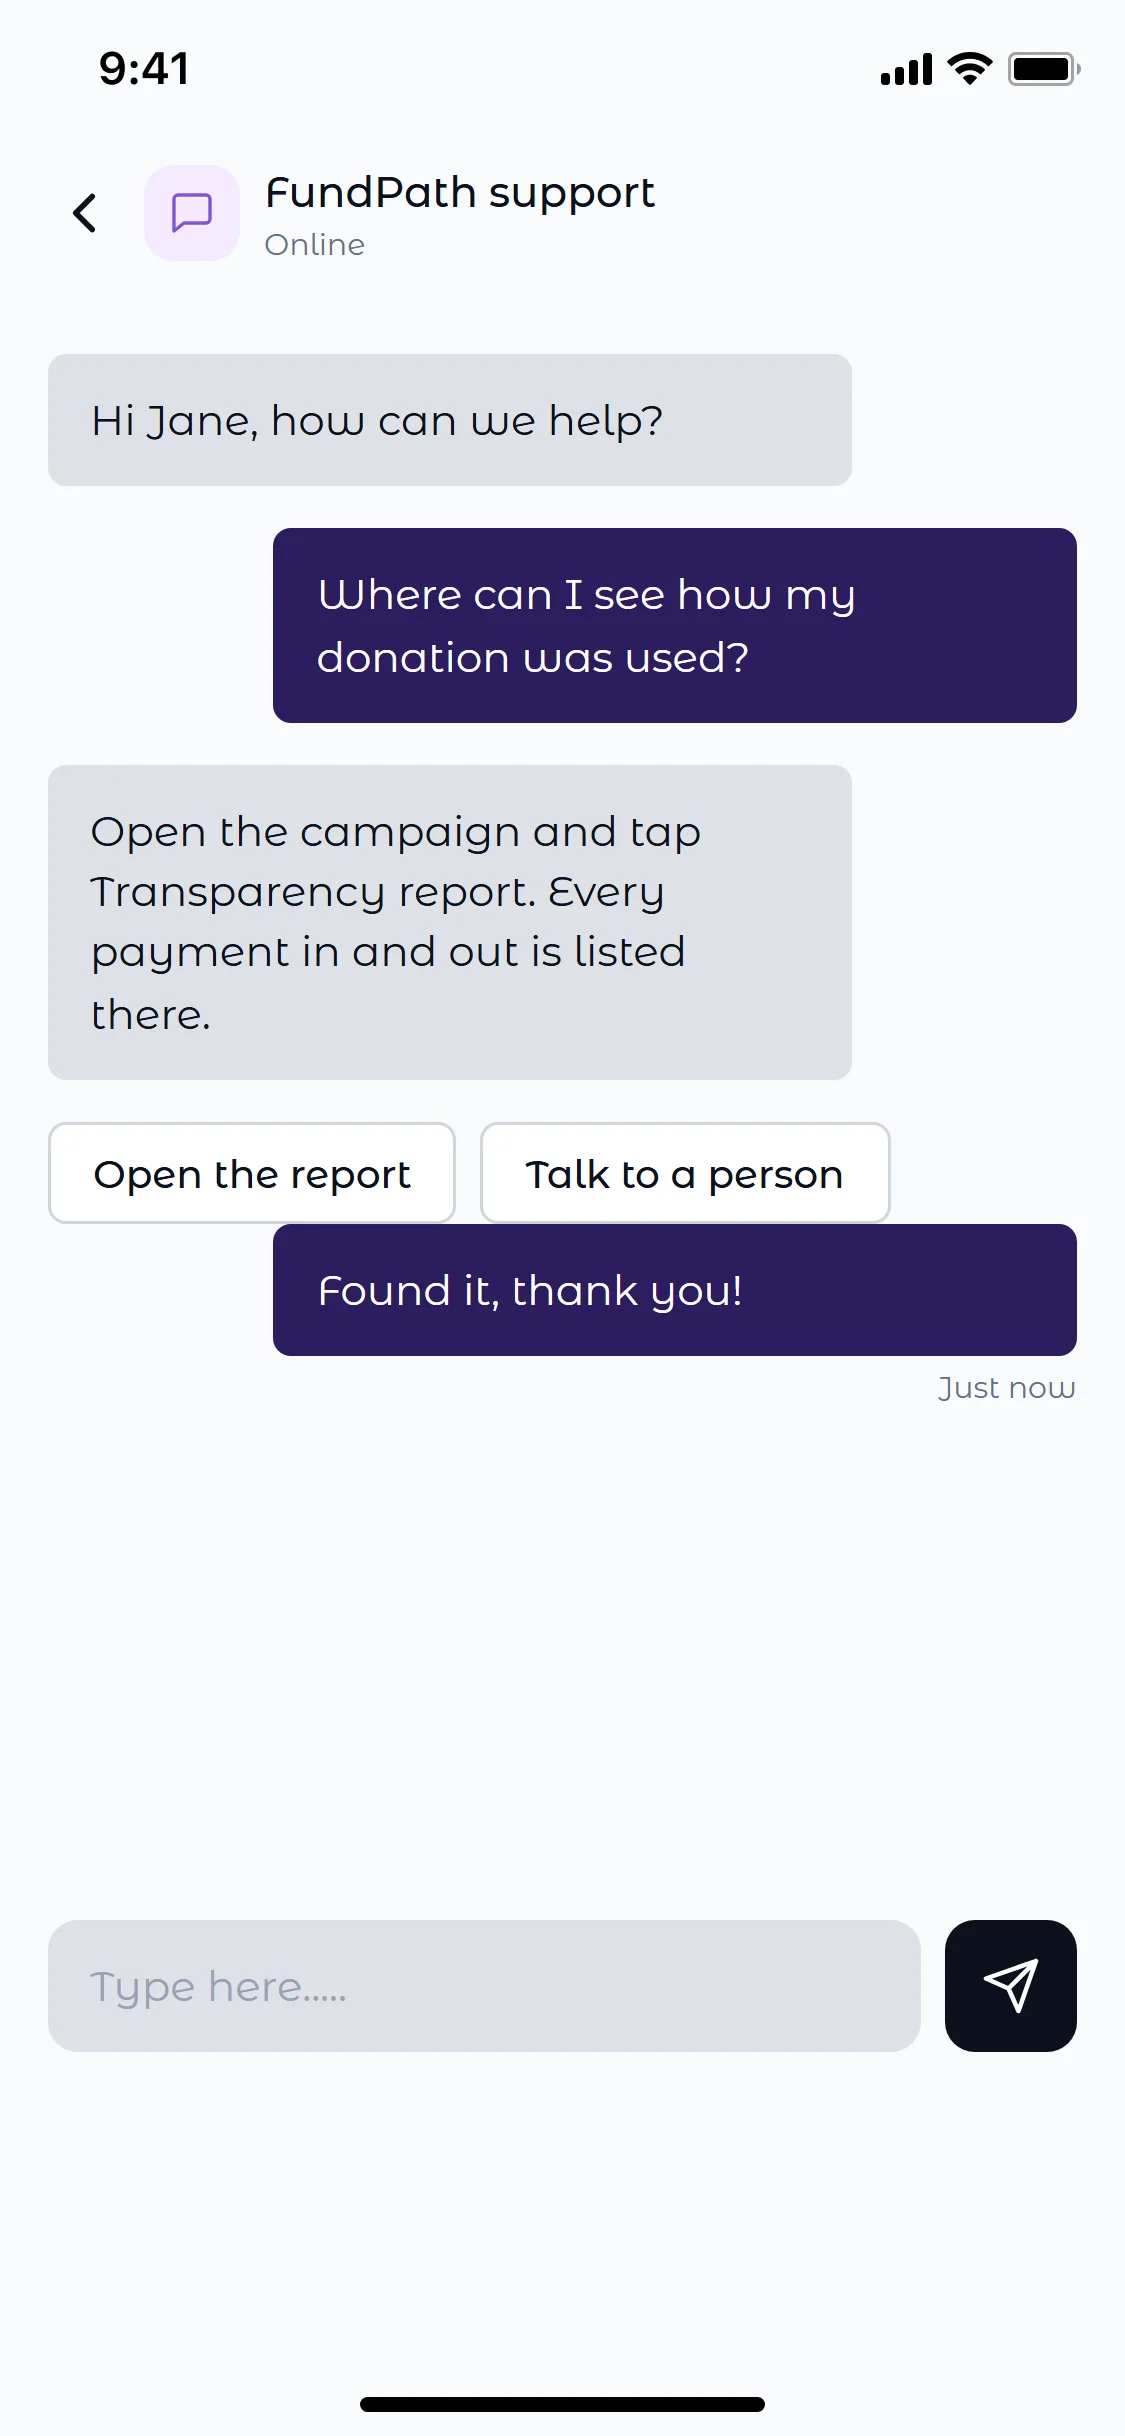 9:41
FundPath support
Online
Hi Jane, how can we help?
Where can I see how my
donation was used?
Open the campaign and tap
Transparency report. Every
payment in and out is listed
there.
Open the report
Talk to a person
Found it, thank you!
Just now
Type here.....